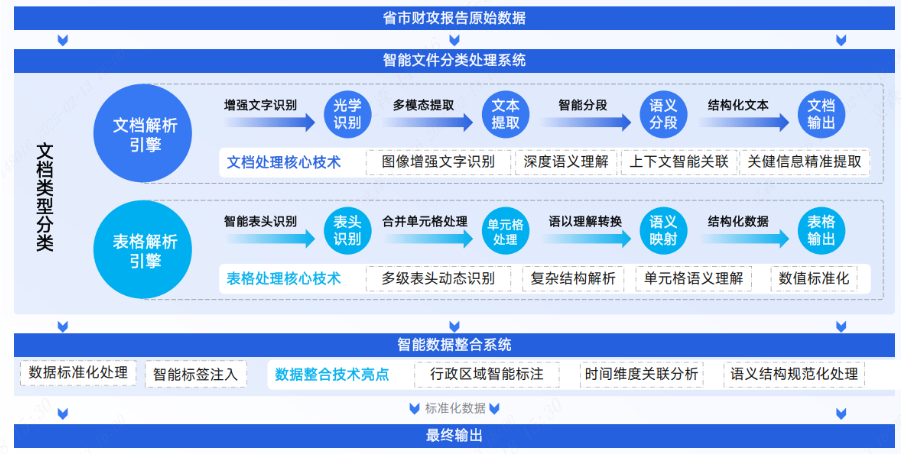 省市财攻报告原始数据
智能文件分类处理系统
文档类型分类
文档解析
引擎
增强文字识别
光学
识别
多模态提取
文本
提取
智能分段
语义
分段
结构化文本
文档
输出
文档处理核心枝术
图像增强文字识别
深度语义理解
上下文智能关联
关健信息精准提取
表格解析
引擎
智能表头识别
表头
识别
合并单元格处理
单元格
处理
语以理解转换
语义
映射
结构化数据
表格
输出
表格处理核心枝术
多级表头动态识别
复杂结构解析
单元格语义理解
数值标准化
智能数据整合系统
数据标准化处理
智能标签注入
数据整合技术亮点
行政区域智能标注
时间维度关联分析
语义结构规范化处理
标准化数据
最终输出